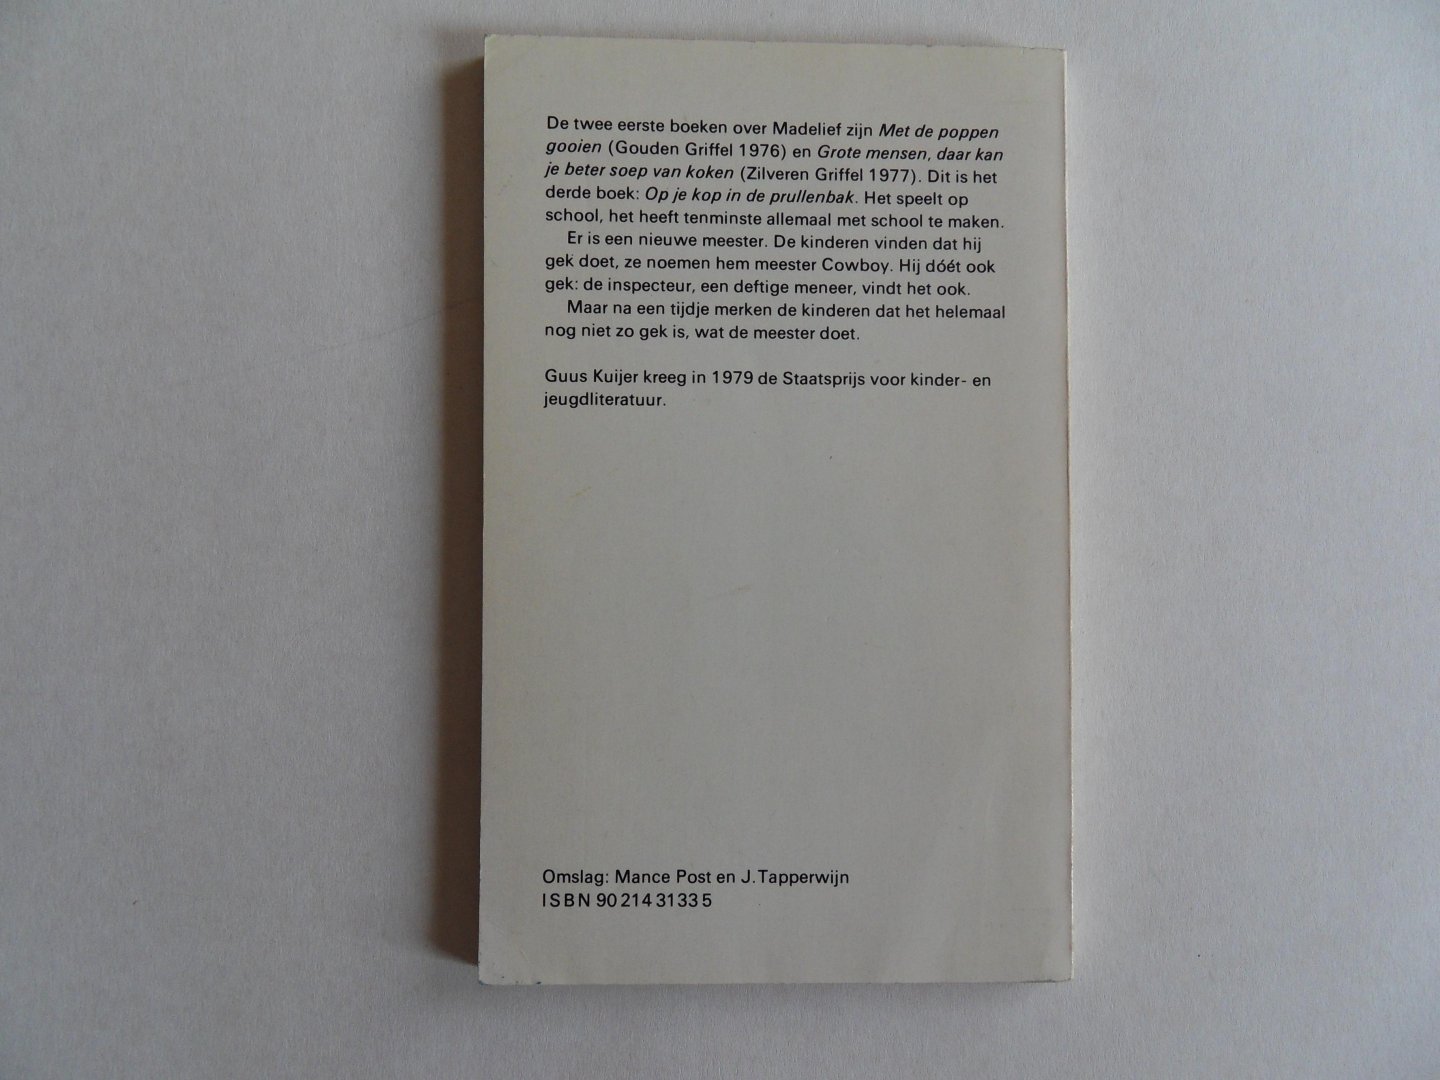 De twee eerste boeken over Madelief zijn Met de poppen
gooien (Gouden Griffel 1976) en Grote mensen, daar kan
je beter soep van koken (Zilveren Griffel 1977). Dit is het
derde boek: Op je kop in de prullenbak. Het speelt op
school, het heeft tenminste allemaal met school te maken.
Er is een nieuwe meester. De kinderen vinden dat hij
gek doet, ze noemen hem meester Cowboy. Hij dóét ook
gek: de inspecteur, een deftige meneer, vindt het ook.
Maar na een tijdje merken de kinderen dat het helemaal
nog niet zo gek is, wat de meester doet.
Guus Kuijer kreeg in 1979 de Staatsprijs voor kinder- en
jeugdliteratuur.
Omslag: Mance Post en J. Tapperwijn
ISBN 90 214 3133 5